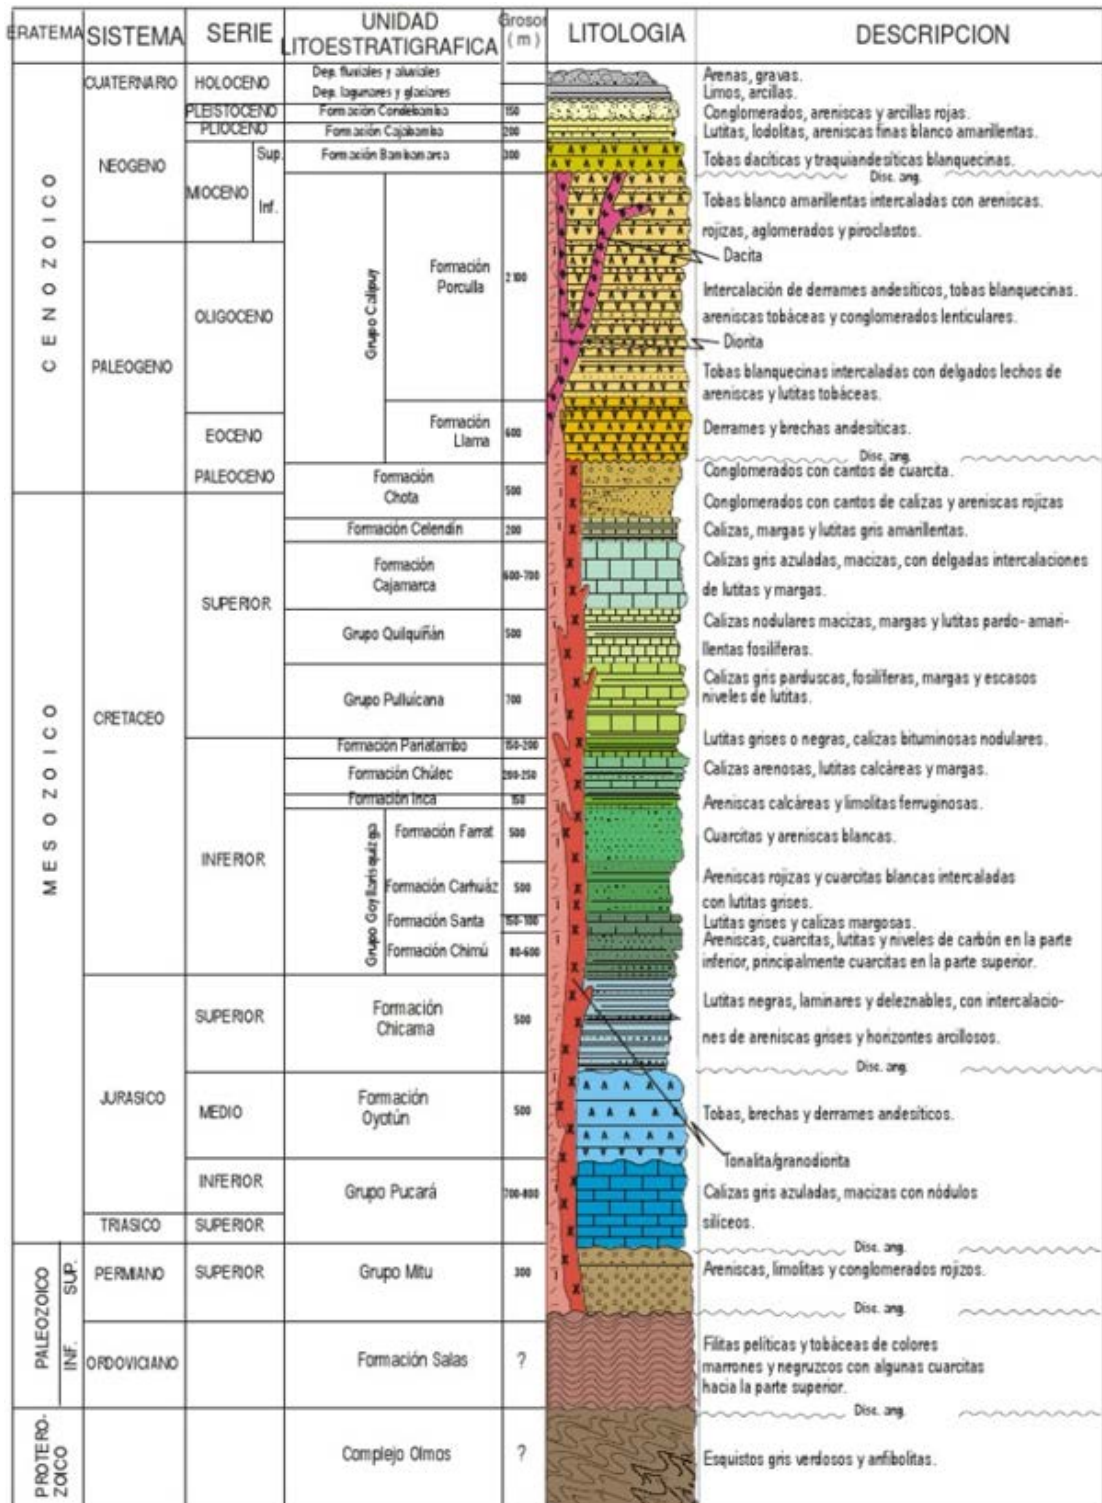 ERATEMA SISTEMA SERIE UNIDAD LITOESTRATIGRAFICA Grosor (m) LITOLOGIA DESCRIPCION
CENOZOICO
CUATERNARIO HOLOCENO Dep. fluviales y aluviales Arenas, gravas.
Dep. lagunares y glaciares Limos, arcillas.
PLEISTOCENO Formación Condebamba 150 Conglomerados, areniscas y arcillas rojas.
NEOGENO
PLIOCENO Formación Cajabamba 200 Lutitas, lodolitas, areniscas finas blanco amarillentas.
MIOCENO Sup. Formación Bambamarca 300 Tobas dacíticas y traquiandesíticas blanquecinas.
Disc. ang.
Inf.
Grupo Calipuy
Formación
Porculla
2100
Tobas blanco amarillentas intercaladas con areniscas.
rojizas, aglomerados y piroclastos.
Dacita
PALEOGENO
OLIGOCENO
Intercalación de derrames andesíticos, tobas blanquecinas.
areniscas tobáceas y conglomerados lenticulares.
Diorita
Tobas blanquecinas intercaladas con delgados lechos de
areniscas y lutitas tobáceas.
EOCENO
Formación
Llama
600
Derrames y brechas andesíticas.
Disc. ang.
PALEOCENO
Formación
Chota
500
Conglomerados con cantos de cuarcita.
Conglomerados con cantos de calizas y areniscas rojizas
MESOZOICO
CRETACEO
SUPERIOR
Formación Celendín 200 Calizas, margas y lutitas gris amarillentas.
Formación
Cajamarca
600-700
Calizas gris azuladas, macizas, con delgadas intercalaciones
de lutitas y margas.
Grupo Quilquiñán 500
Calizas nodulares macizas, margas y lutitas pardo- amari-
llentas fosilíferas.
Grupo Pulluícana 700
Calizas gris parduscas, fosilíferas, margas y escasos
niveles de lutitas.
INFERIOR
Formación Pariatambo 150-200 Lutitas grises o negras, calizas bituminosas nodulares.
Formación Chúlec 200-250 Calizas arenosas, lutitas calcáreas y margas.
Formación Inca 150 Areniscas calcáreas y limolitas ferruginosas.
Grupo Goyllarisquizga
Formación Farrat 500 Cuarcitas y areniscas blancas.
Formación Carhuáz 500
Areniscas rojizas y cuarcitas blancas intercaladas
con lutitas grises.
Formación Santa 150-100 Lutitas grises y calizas margosas.
Formación Chimú 80-600
Areniscas, cuarcitas, lutitas y niveles de carbón en la parte
inferior, principalmente cuarcitas en la parte superior.
JURASICO
SUPERIOR
Formación
Chicama
500
Lutitas negras, laminares y deleznables, con intercalacio-
nes de areniscas grises y horizontes arcillosos.
Disc. ang.
MEDIO
Formación
Oyotún
500
Tobas, brechas y derrames andesíticos.
Tonalita/granodiorita
INFERIOR
Grupo Pucará 700-800
Calizas gris azuladas, macizas con nódulos
silíceos.
TRIASICO SUPERIOR
Disc. ang.
PALEOZOICO
SUP.
PERMIANO SUPERIOR Grupo Mitu 300 Areniscas, limolitas y conglomerados rojizos.
Disc. ang.
INF.
ORDOVICIANO Formación Salas ?
Filitas pelíticas y tobáceas de colores
marrones y negruzcos con algunas cuarcitas
hacia la parte superior.
Disc. ang.
PROTERO-
ZOICO
Complejo Olmos ? Esquistos gris verdosos y anfibolitas.